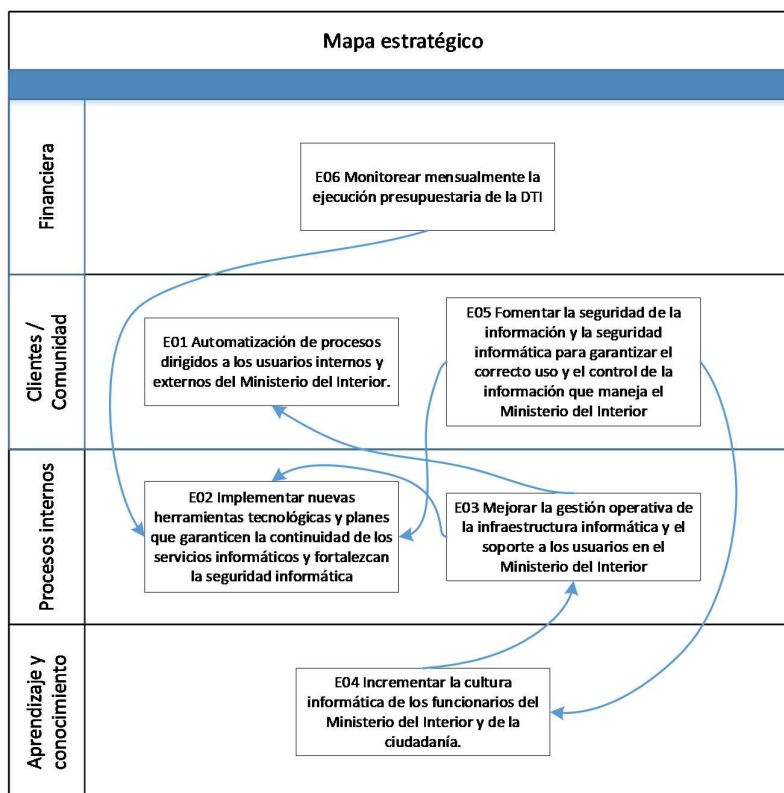 Mapa estratégico
Financiera
E06 Monitorear mensualmente la
ejecución presupuestaria de la DTI
Clientes /
Comunidad
E01 Automatización de procesos
dirigidos a los usuarios internos y
externos del Ministerio del Interior.
E05 Fomentar la seguridad de la
información y la seguridad
informática para garantizar el
correcto uso y el control de la
información que maneja el
Ministerio del Interior
Procesos internos
E02 Implementar nuevas
herramientas tecnológicas y planes
que garanticen la continuidad de los
servicios informáticos y fortalezcan
la seguridad informática
E03 Mejorar la gestión operativa de
la infraestructura informática y el
soporte a los usuarios en el
Ministerio del Interior
Aprendizaje y
conocimiento
E04 Incrementar la cultura
informática de los funcionarios del
Ministerio del Interior y de la
ciudadanía.